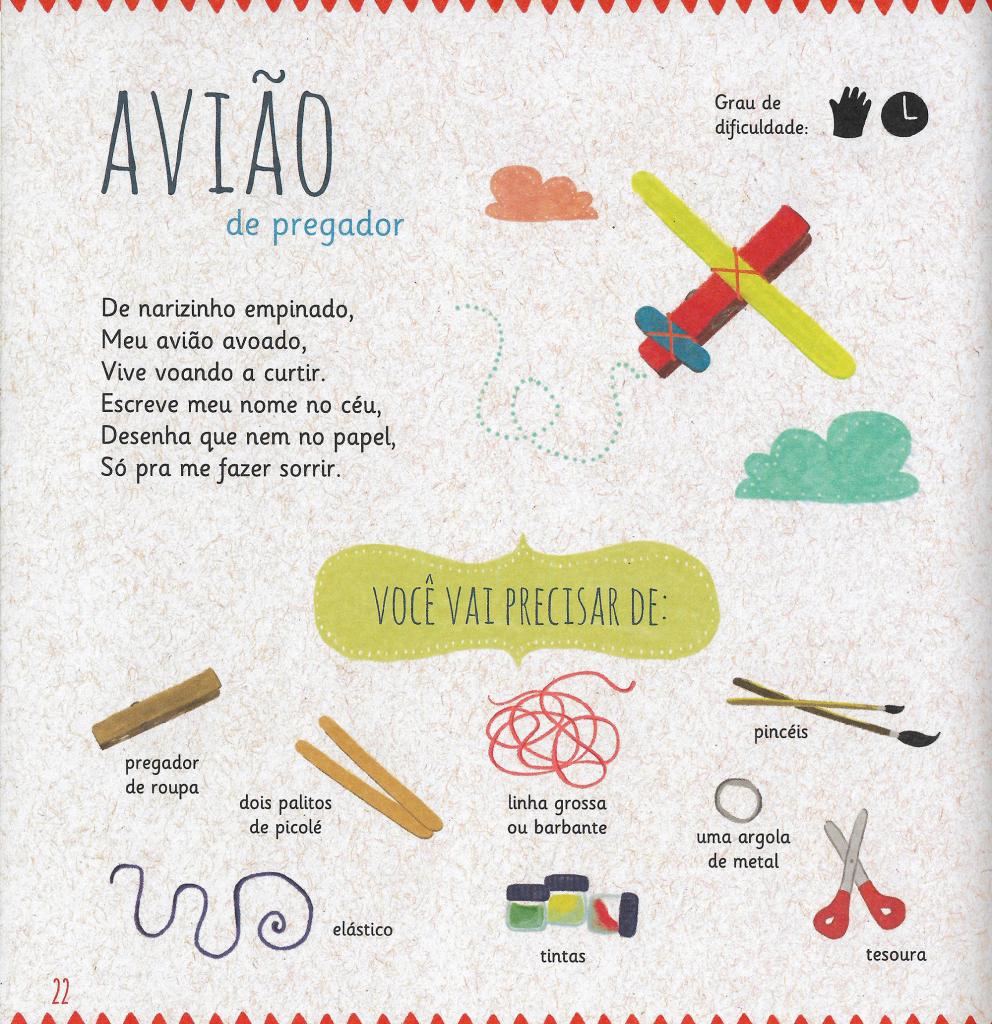 AVIÃO
de pregador
Grau de
dificuldade:
De narizinho empinado,
Meu avião avoado,
Vive voando a curtir.
Escreve meu nome no céu,
Desenha que nem no papel,
Só pra me fazer sorrir.
VOCÊ VAI PRECISAR DE:
pregador
de roupa
dois palitos
de picolé
linha grossa
ou barbante
pincéis
uma argola
de metal
elástico
tintas
tesoura
22